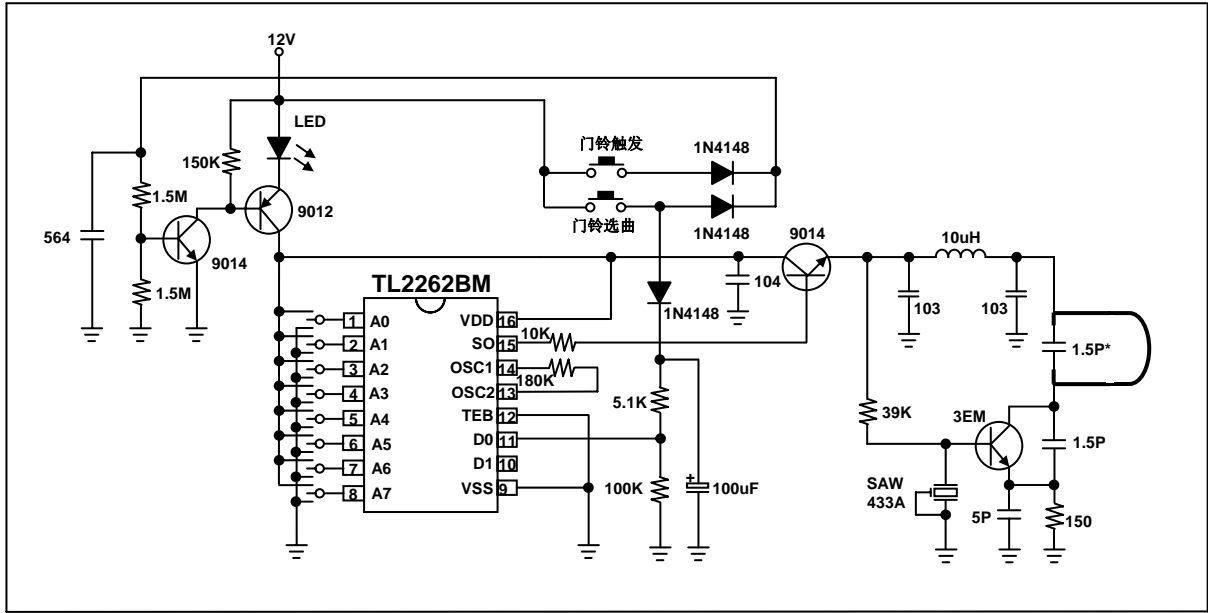 12V
LED
150K
1.5M
9012
564
9014
1.5M
门铃触发
1N4148
门铃选曲
1N4148
9014
10uH
104
103
103
1N4148
1.5P*
TL2262BM
1 A0
2 A1
3 A2
4 A3
5 A4
6 A5
7 A6
8 A7
VDD 16
SO 15
OSC1 14
OSC2 13
TEB 12
D0 11
D1 10
VSS 9
10K
180K
5.1K
100K
+
100uF
39K
3EM
1.5P
SAW
433A
5P
150